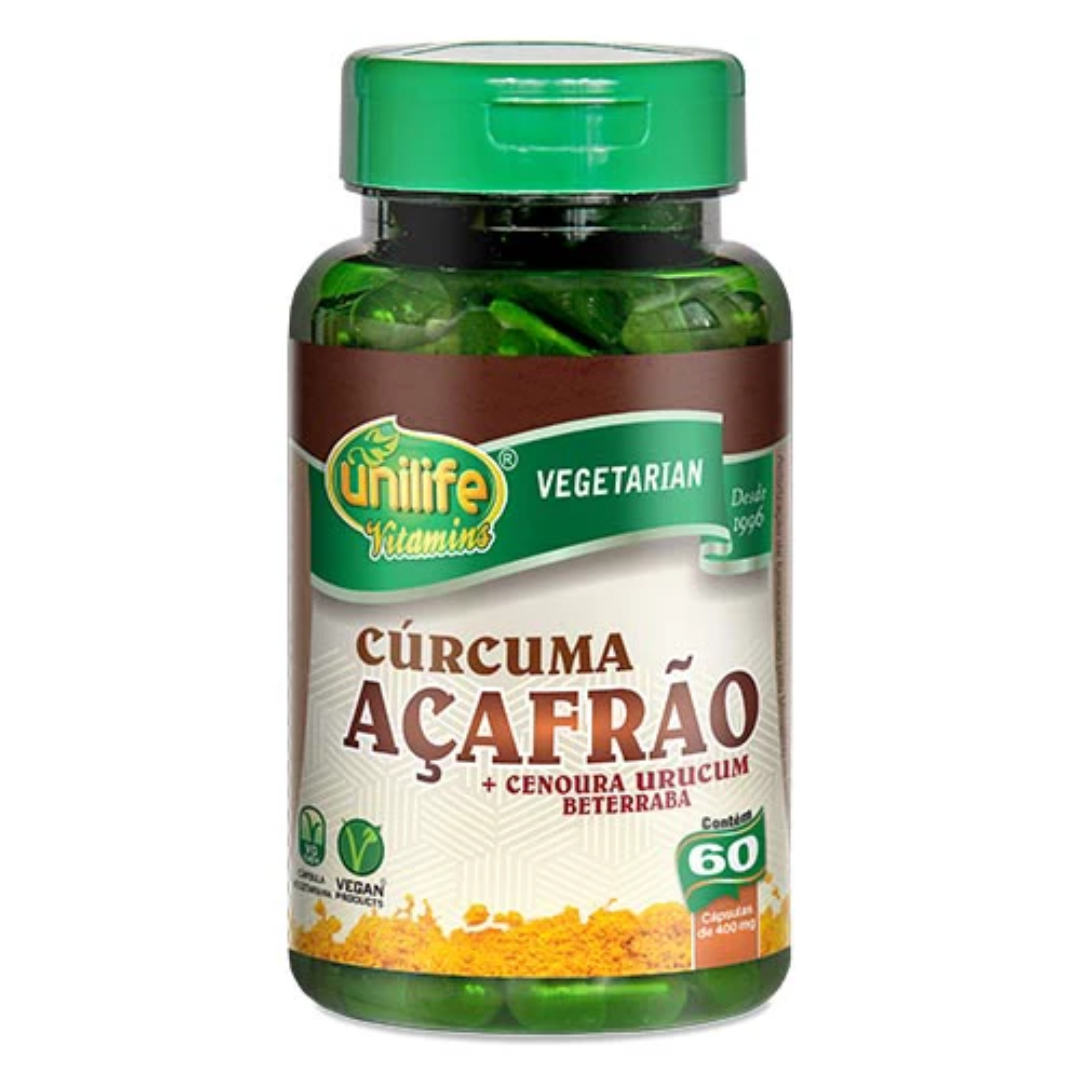 unilife®
Vitamins
VEGETARIAN
Desde
1996
CÚRCUMA
AÇAFRÃO
+ CENOURA URUCUM
BETERRABA
Contém
60
Cápsulas
de 400 mg
VEGAN
PRODUCTS